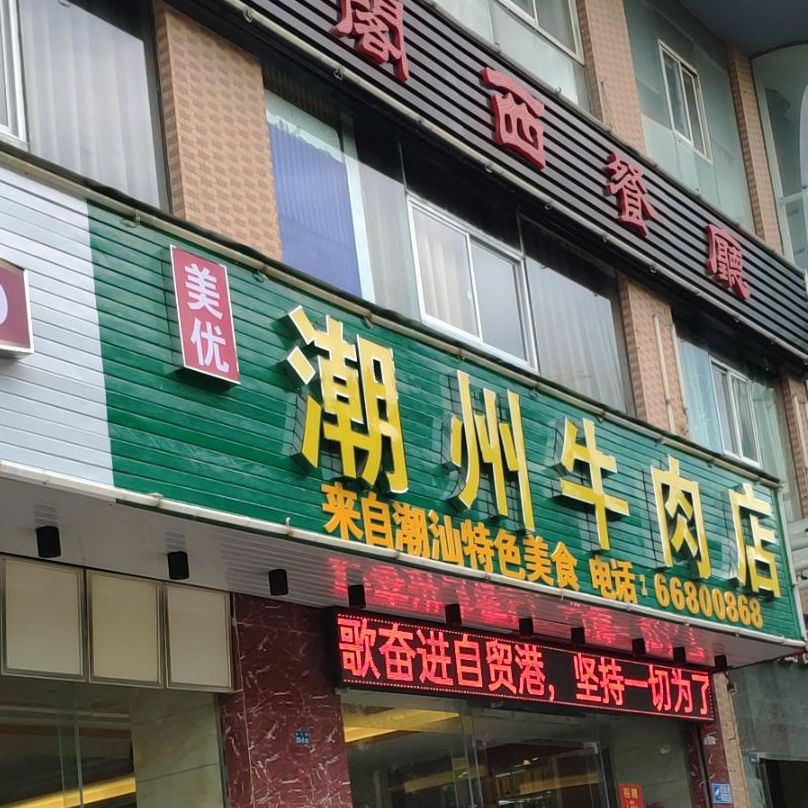 閣西餐廳
美优
潮州牛肉店
来自潮汕特色美食 电话：66800868
歌奋进自贸港，坚持一切为了